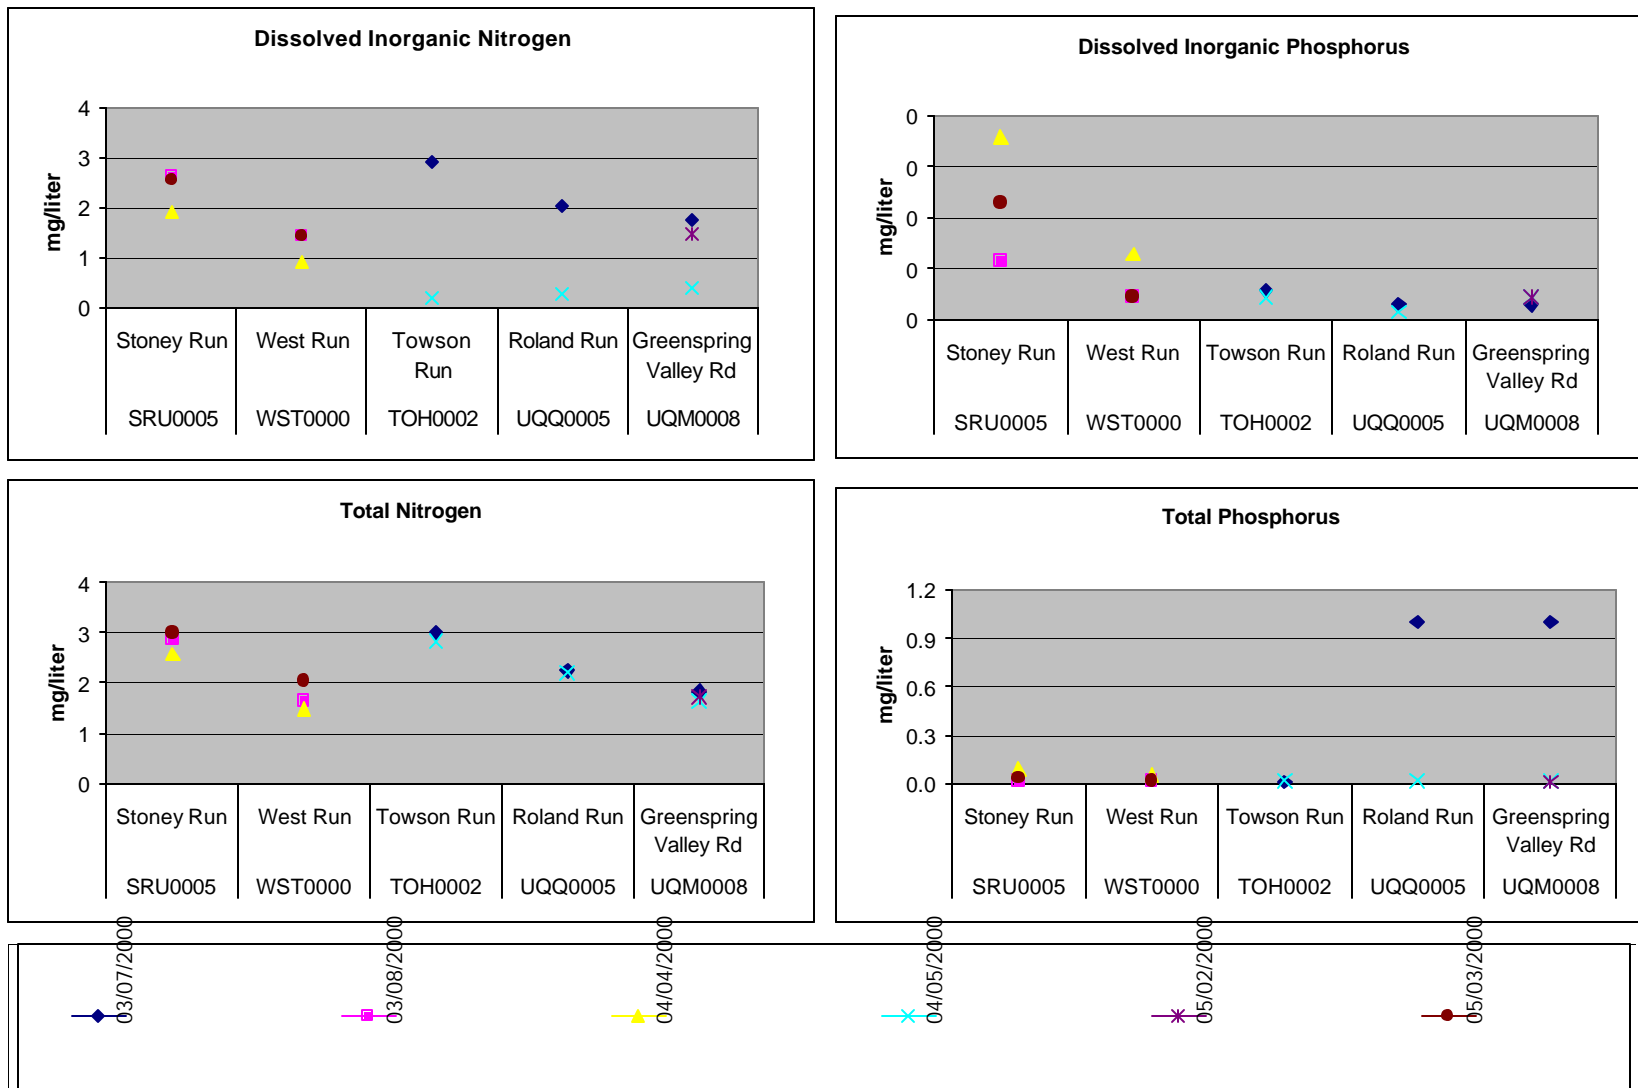 Dissolved Inorganic Nitrogen
mg/liter
4
3
2
1
0
Stoney Run West Run Towson Run Roland Run Greenspring Valley Rd
SRU0005 WST0000 TOH0002 UQQ0005 UQM0008
Dissolved Inorganic Phosphorus
mg/liter
0
0
0
0
0
Stoney Run West Run Towson Run Roland Run Greenspring Valley Rd
SRU0005 WST0000 TOH0002 UQQ0005 UQM0008
Total Nitrogen
mg/liter
4
3
2
1
0
Stoney Run West Run Towson Run Roland Run Greenspring Valley Rd
SRU0005 WST0000 TOH0002 UQQ0005 UQM0008
Total Phosphorus
mg/liter
1.2
0.9
0.6
0.3
0.0
Stoney Run West Run Towson Run Roland Run Greenspring Valley Rd
SRU0005 WST0000 TOH0002 UQQ0005 UQM0008
03/07/2000
03/08/2000
04/04/2000
04/05/2000
05/02/2000
05/03/2000